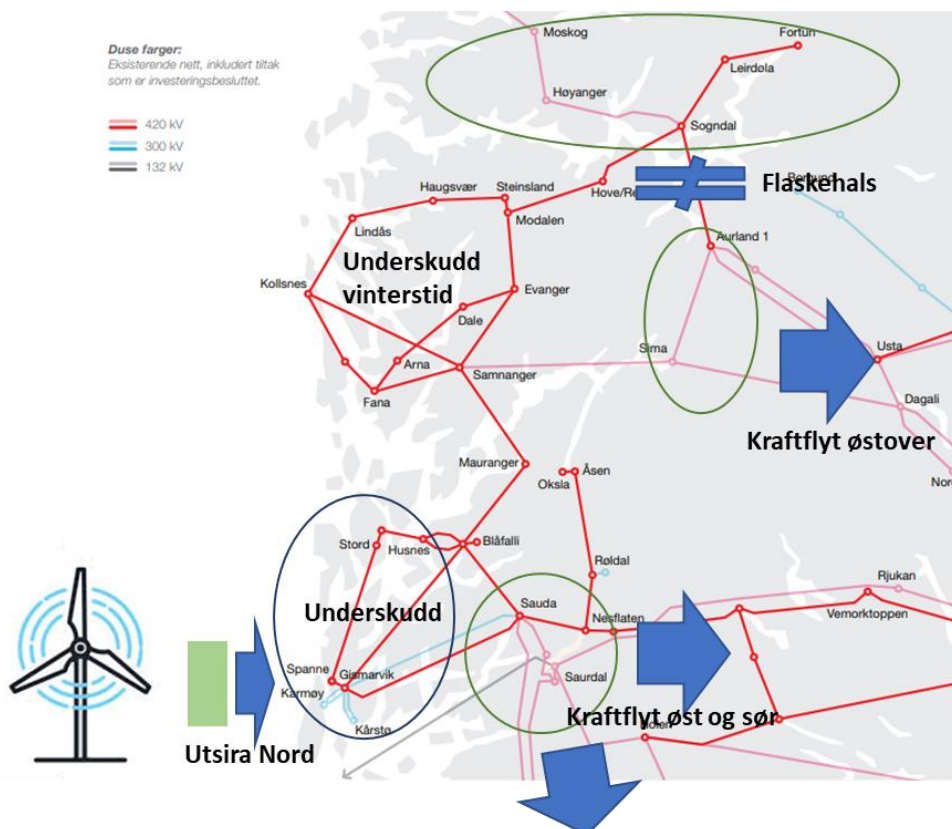 Duse farger:
Eksisterende nett, inkludert tiltak
som er investeringsbesluttet.
420 kV
300 kV
132 kV
Moskog
Fortun
Leirdøla
Høyanger
Sogndal
Flaskehals
Haugsvær
Steinsland
Hove/Re
Modalen
Lindås
Aurland 1
Underskudd
vinterstid
Kollsnes
Evanger
Dale
Usta
Arna
Sima
Samnanger
Fana
Dagali
Kraftflyt østover
Mauranger
Åsen
Oksla
Nor
Stord
Husnes
Blåfalli
Røldal
Rjukan
Underskudd
Sauda
Nesflaten
Vemorktoppen
Spanne
Gismarvik
Saurdal
Karmøy
Kårstø
Kraftflyt øst og sør
Utsira Nord